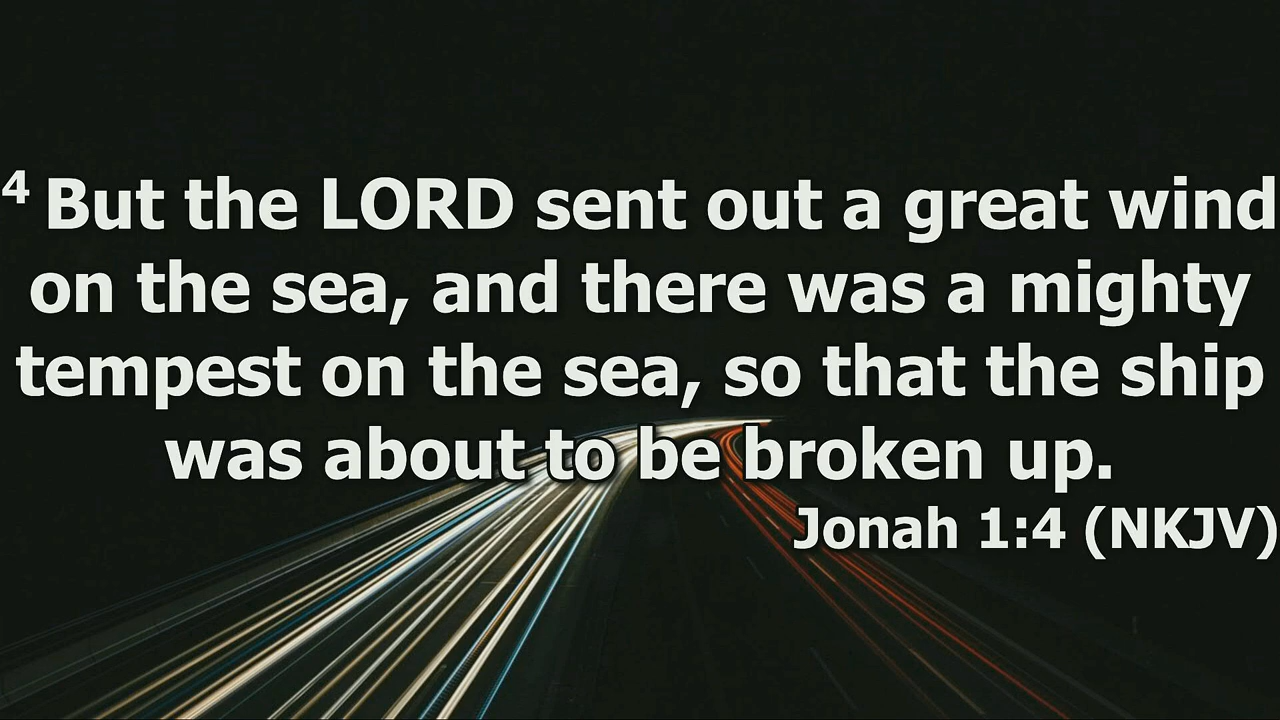 4 But the LORD sent out a great wind
on the sea, and there was a mighty
tempest on the sea, so that the ship
was about to be broken up.
Jonah 1:4 (NKJV)